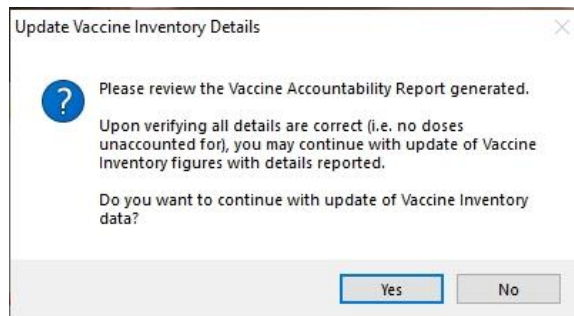 Update Vaccine Inventory Details
Please review the Vaccine Accountability Report generated.
Upon verifying all details are correct (i.e. no doses
unaccounted for), you may continue with update of Vaccine
Inventory figures with details reported.
Do you want to continue with update of Vaccine Inventory
data?
Yes No